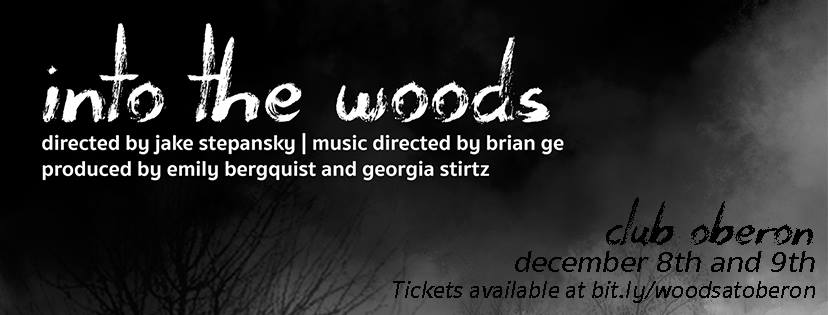 into the woods
directed by jake stepansky | music directed by brian ge
produced by emily bergquist and georgia stirtz
club oberon
december 8th and 9th
Tickets available at bit.ly/woodsatoberon